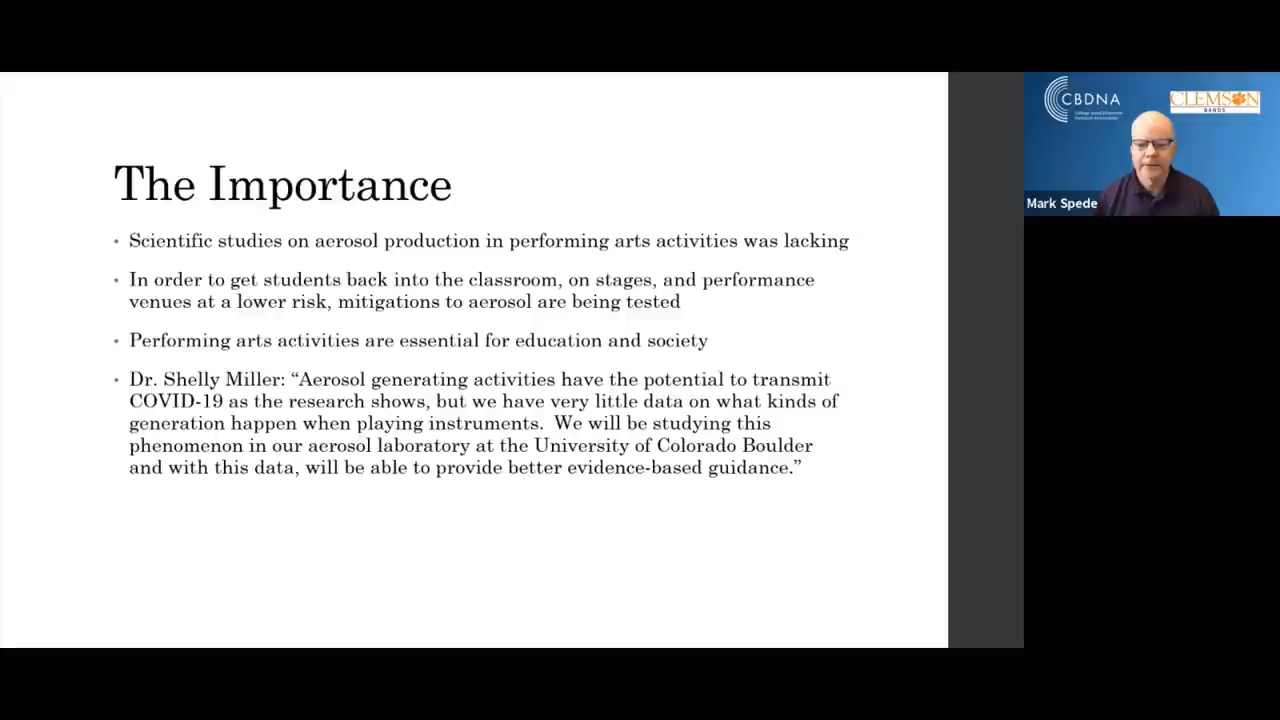 The Importance
• Scientific studies on aerosol production in performing arts activities was lacking
• In order to get students back into the classroom, on stages, and performance
venues at a lower risk, mitigations to aerosol are being tested
• Performing arts activities are essential for education and society
• Dr. Shelly Miller: “Aerosol generating activities have the potential to transmit
COVID-19 as the research shows, but we have very little data on what kinds of
generation happen when playing instruments.  We will be studying this
phenomenon in our aerosol laboratory at the University of Colorado Boulder
and with this data, will be able to provide better evidence-based guidance.”
CBDNA
CLEMSON
BANDS
Mark Spede